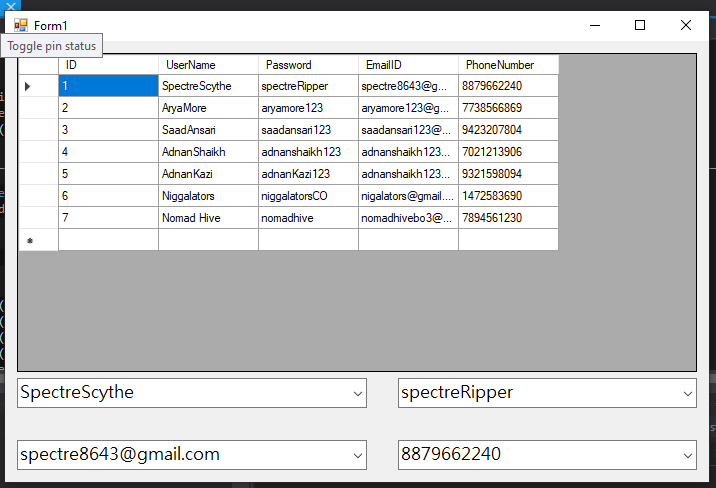 Form1
Toggle pin status
ID UserName Password EmailID PhoneNumber
1 SpectreScythe spectreRipper spectre8643@g... 8879662240
2 AryaMore aryamore123 aryamore123@g... 7738566869
3 SaadAnsari saadansari123 saadansari123@... 9423207804
4 AdnanShaikh adnanshaikh123 adnanshaikh123... 7021213906
5 AdnanKazi adnanKazi123 adnankazi123@... 9321598094
6 Niggalators niggalatorsCO nigalators@gmail.... 1472583690
7 Nomad Hive nomadhive nomadhivebo3@... 7894561230
SpectreScythe spectreRipper
spectre8643@gmail.com 8879662240